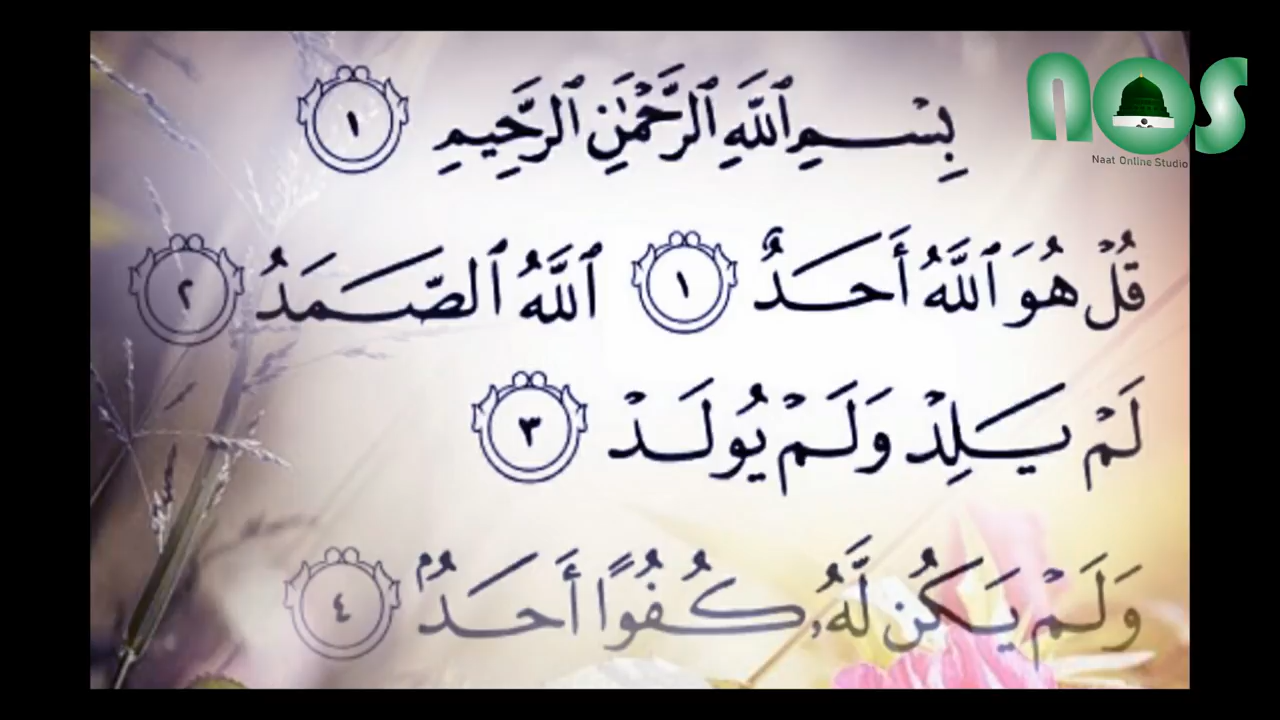 بِسْمِ ٱللَّهِ ٱلرَّحْمَٰنِ ٱلرَّحِيمِ ١
قُلْ هُوَ ٱللَّهُ أَحَدٌ ١ ٱللَّهُ ٱلصَّمَدُ ٢
لَمْ يَلِدْ وَلَمْ يُولَدْ ٣
وَلَمْ يَكُن لَّهُۥ كُفُوًا أَحَدٌۢ ٤
nos
Naat Online Studio